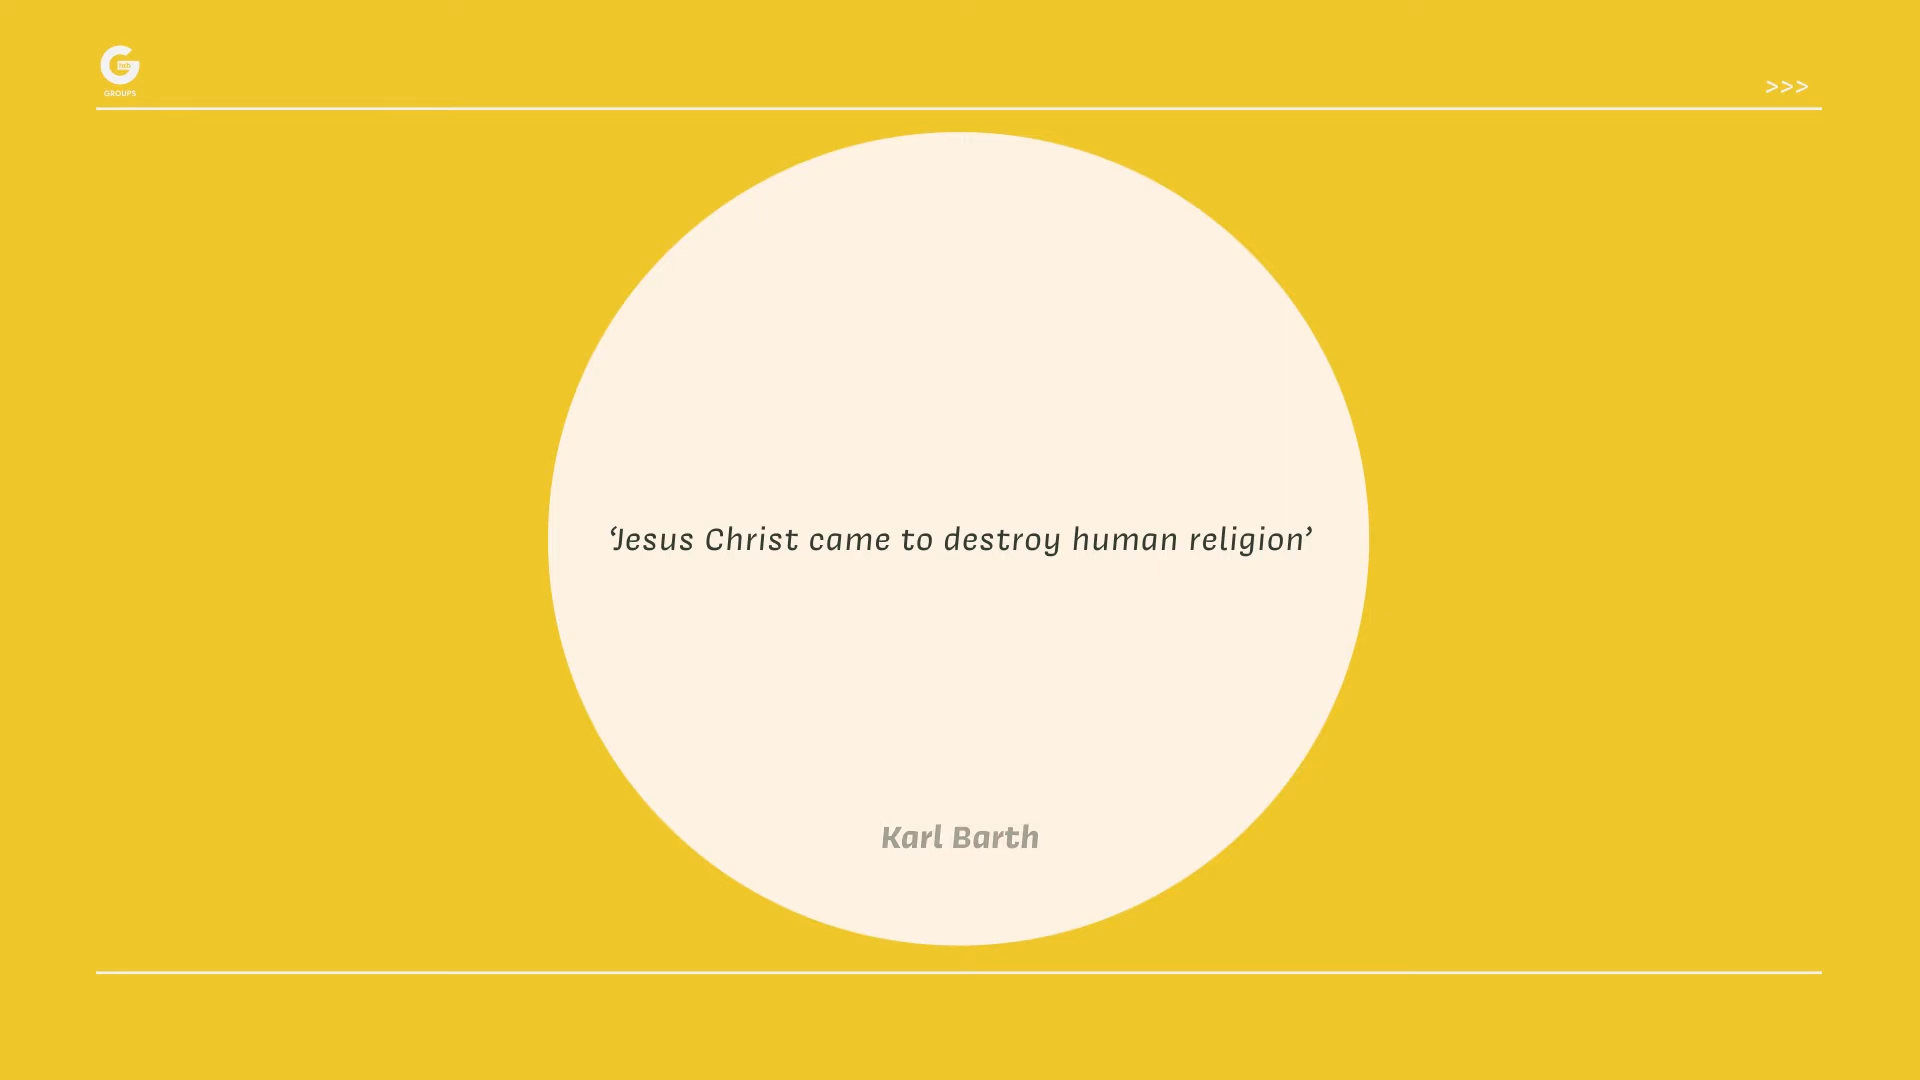 GROUPS
>>>
‘Jesus Christ came to destroy human religion’
Karl Barth